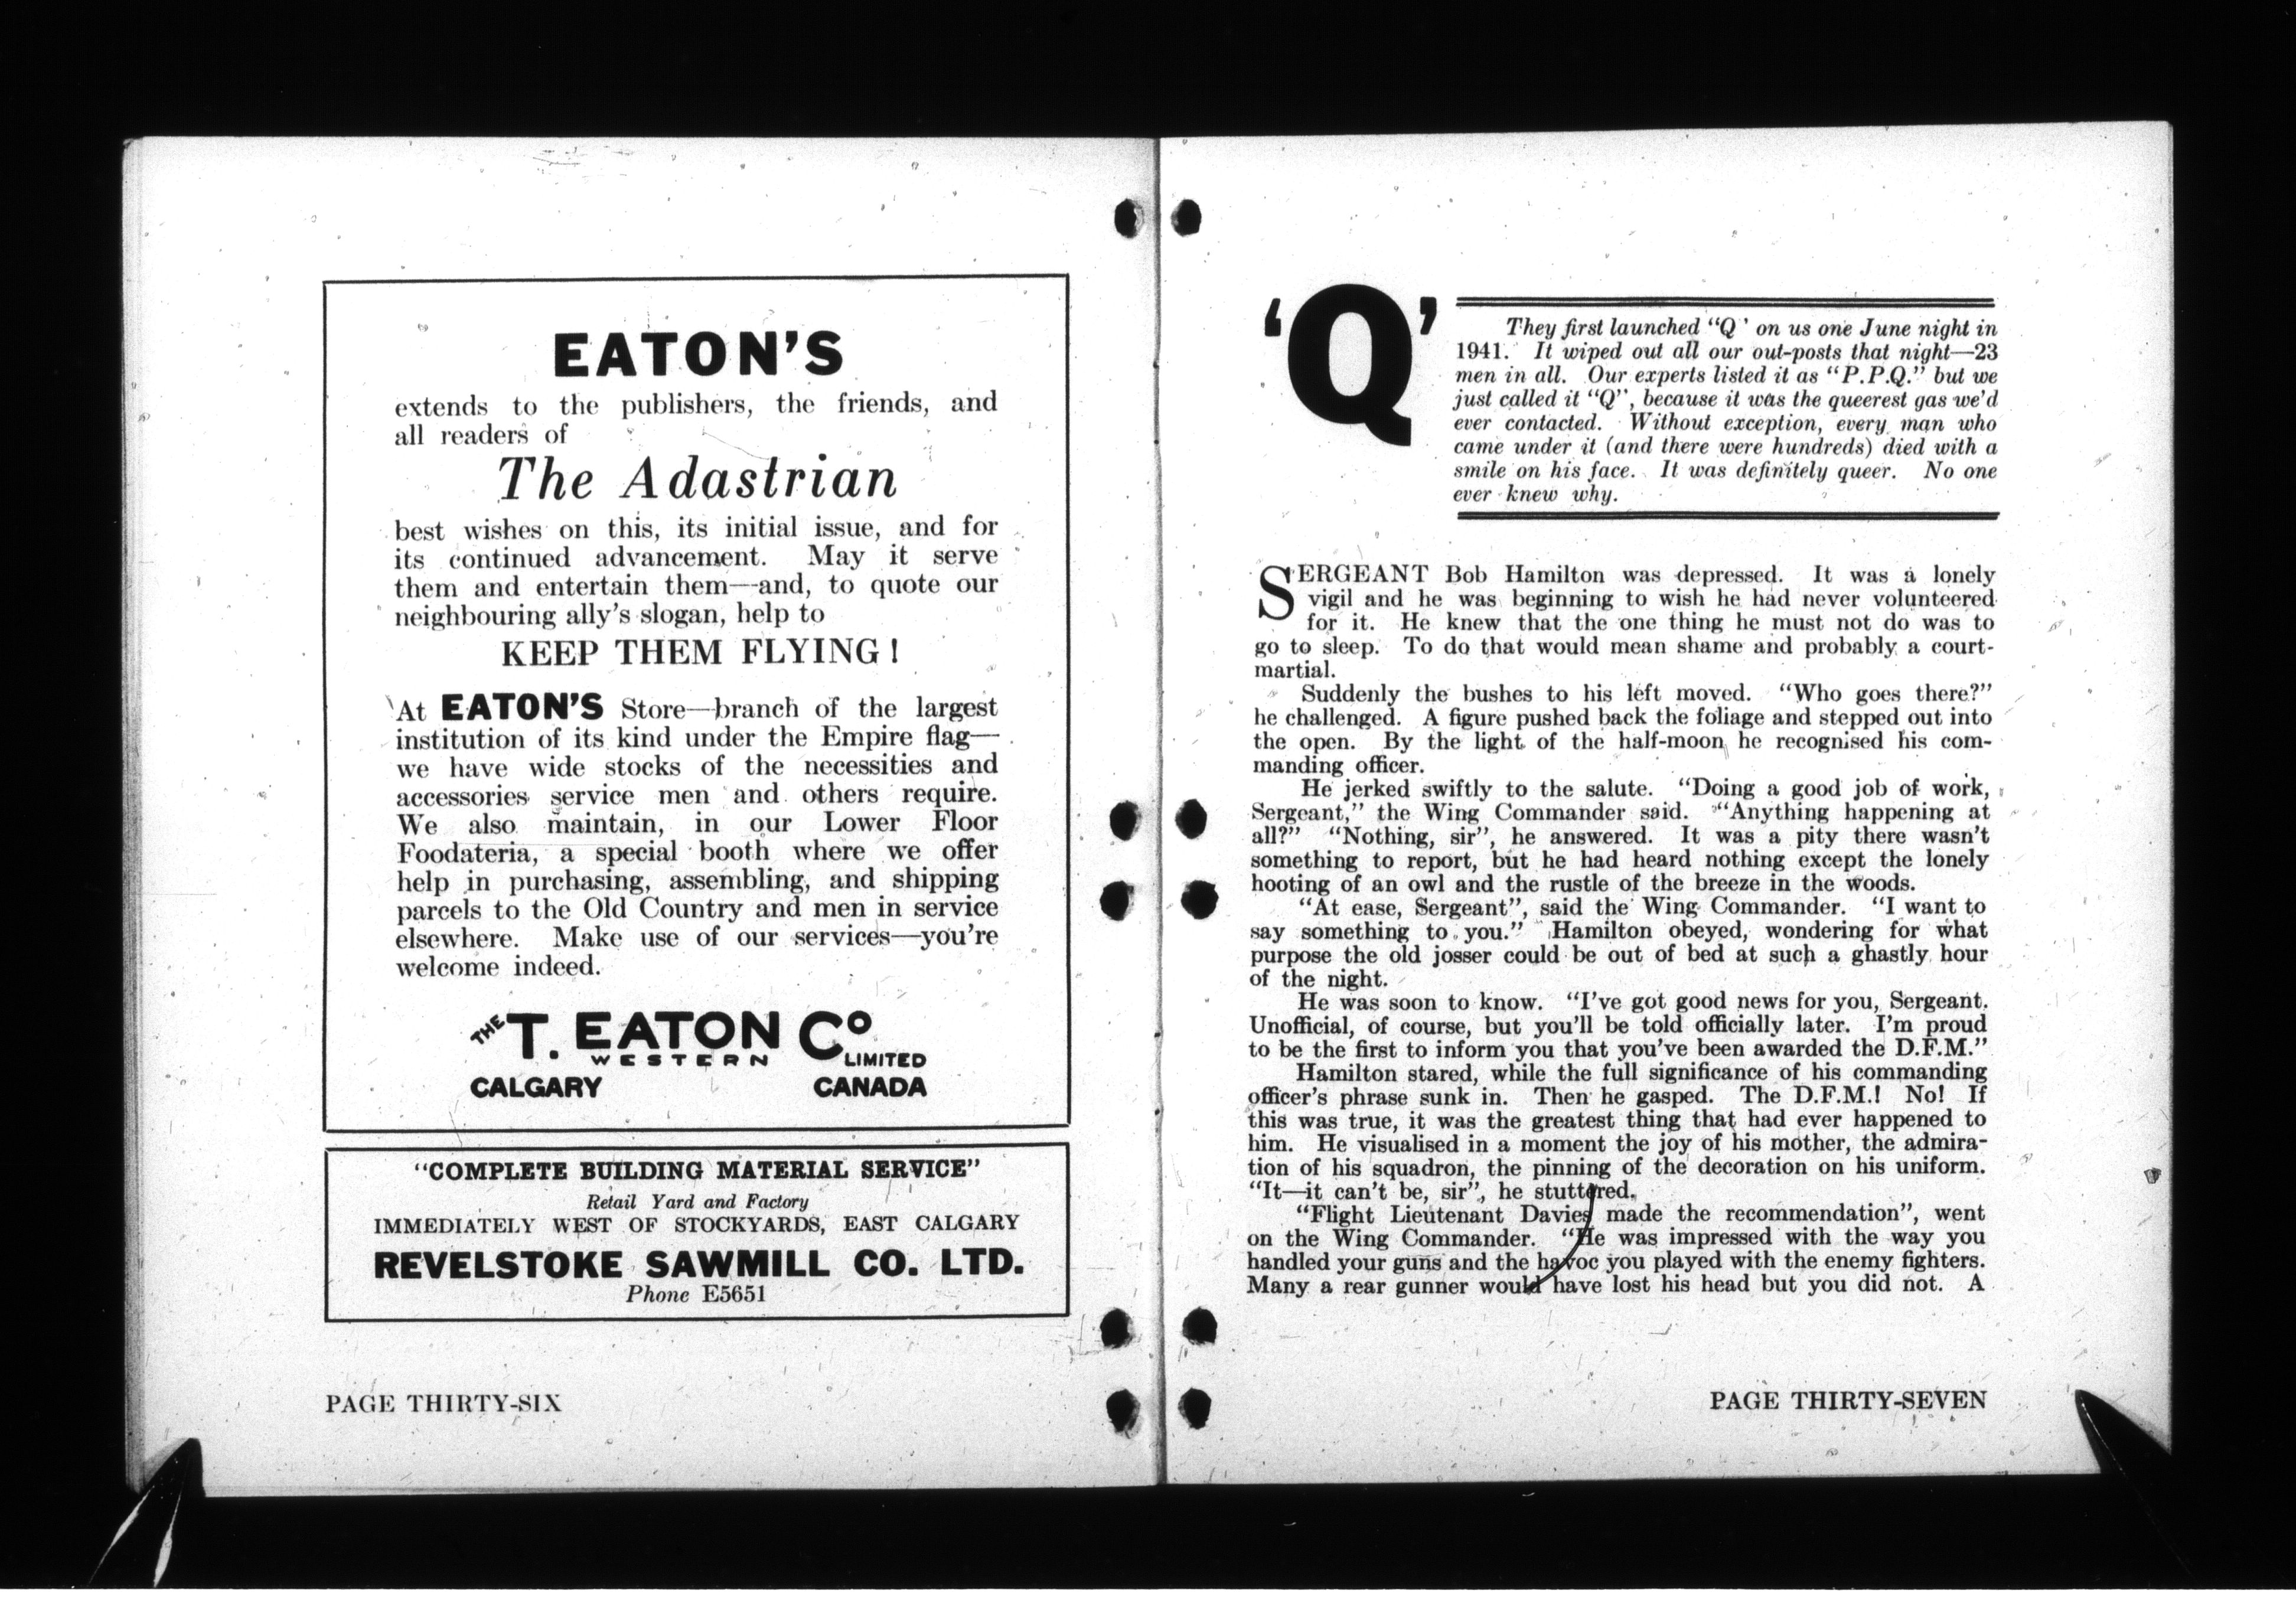 EATON'S
extends to the publishers, the friends, and
all readers of
The Adastrian
best wishes on this, its initial issue, and for
its continued advancement. May it serve
them and entertain them—and, to quote our
neighbouring ally's slogan, help to
KEEP THEM FLYING!
At EATON'S Store—branch of the largest
institution of its kind under the Empire flag—
we have wide stocks of the necessities and
accessories service men and others require.
We also maintain, in our Lower Floor
Foodateria, a special booth where we offer
help in purchasing, assembling, and shipping
parcels to the Old Country and men in service
elsewhere. Make use of our services—you're
welcome indeed.
THE T. EATON Co
WESTERN LIMITED
CALGARY CANADA
"COMPLETE BUILDING MATERIAL SERVICE"
Retail Yard and Factory
IMMEDIATELY WEST OF STOCKYARDS, EAST CALGARY
REVELSTOKE SAWMILL CO. LTD.
Phone E5651
PAGE THIRTY-SIX
'Q'
They first launched "Q' on us one June night in
1941. It wiped out all our out-posts that night—23
men in all. Our experts listed it as "P.P.Q." but we
just called it "Q", because it was the queerest gas we'd
ever contacted. Without exception, every man who
came under it (and there were hundreds) died with a
smile on his face. It was definitely queer. No one
ever knew why.
SERGEANT Bob Hamilton was depressed. It was a lonely
vigil and he was beginning to wish he had never volunteered
for it. He knew that the one thing he must not do was to
go to sleep. To do that would mean shame and probably a court-
martial.
Suddenly the bushes to his left moved. "Who goes there?"
he challenged. A figure pushed back the foliage and stepped out into
the open. By the light of the half-moon he recognised his com-
manding officer.
He jerked swiftly to the salute. "Doing a good job of work,
Sergeant," the Wing Commander said. "Anything happening at
all?" "Nothing, sir", he answered. It was a pity there wasn't
something to report, but he had heard nothing except the lonely
hooting of an owl and the rustle of the breeze in the woods.
"At ease, Sergeant", said the Wing Commander. "I want to
say something to you." Hamilton obeyed, wondering for what
purpose the old josser could be out of bed at such a ghastly hour
of the night.
He was soon to know. "I've got good news for you, Sergeant.
Unofficial, of course, but you'll be told officially later. I'm proud
to be the first to inform you that you've been awarded the D.F.M."
Hamilton stared, while the full significance of his commanding
officer's phrase sunk in. Then he gasped. The D.F.M.! No! If
this was true, it was the greatest thing that had ever happened to
him. He visualised in a moment the joy of his mother, the admira-
tion of his squadron, the pinning of the decoration on his uniform.
"It—it can't be, sir", he stuttered.
"Flight Lieutenant Davies made the recommendation", went
on the Wing Commander. "He was impressed with the way you
handled your guns and the havoc you played with the enemy fighters.
Many a rear gunner would have lost his head but you did not. A
PAGE THIRTY-SEVEN